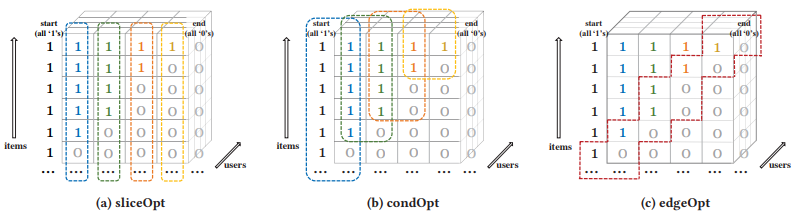 start end
(all ‘1’s) (all ‘0’s)
1 1 1 1 1 0
1 1 1 1 0 0
1 1 1 0 0 0
1 1 1 0 0 0
1 1 0 0 0 0
items
1 0 0 0 0 0
users
... ... ... ... ... ...
(a) sliceOpt
start end
(all ‘1’s) (all ‘0’s)
1 1 1 1 1 0
1 1 1 1 0 0
1 1 1 0 0 0
1 1 1 0 0 0
1 1 0 0 0 0
items
1 0 0 0 0 0
users
... ... ... ... ... ...
(b) condOpt
start end
(all ‘1’s) (all ‘0’s)
1 1 1 1 1 0
1 1 1 1 0 0
1 1 1 0 0 0
1 1 1 0 0 0
1 1 0 0 0 0
items
1 0 0 0 0 0
users
... ... ... ... ... ...
(c) edgeOpt